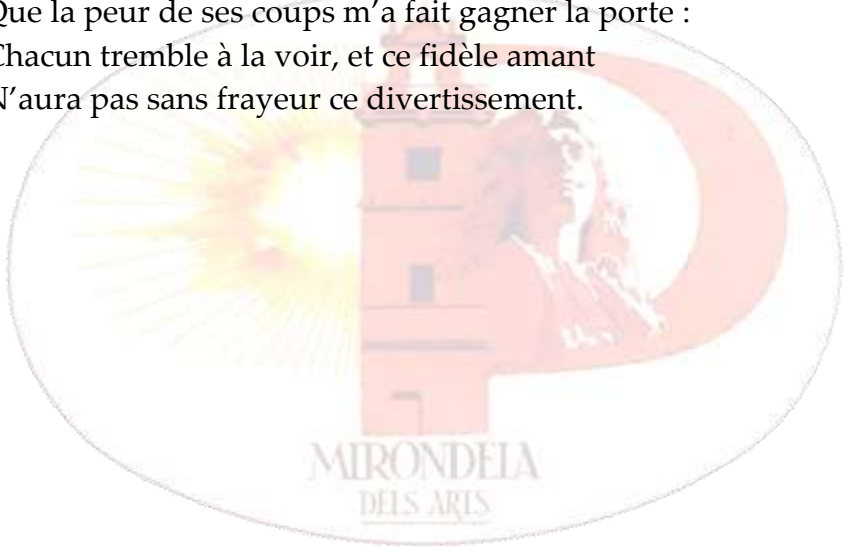 Que la peur de ses coups m’a fait gagner la porte :
Chacun tremble à la voir, et ce fidèle amant
N’aura pas sans frayeur ce divertissement.
MIRONDELA
DELS ARTS